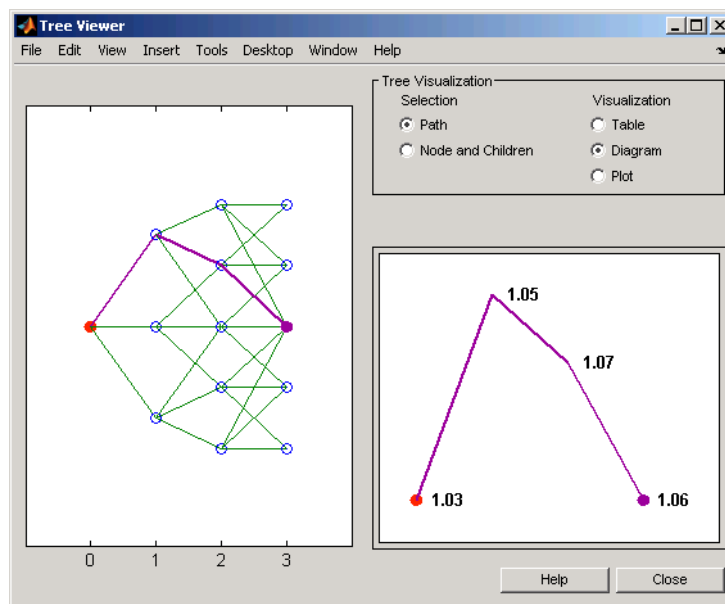 Tree Viewer
File Edit View Insert Tools Desktop Window Help
Tree Visualization
Selection Visualization
Path Table
Node and Children Diagram
Plot
1.05
1.07
1.03 1.06
0 1 2 3
Help Close